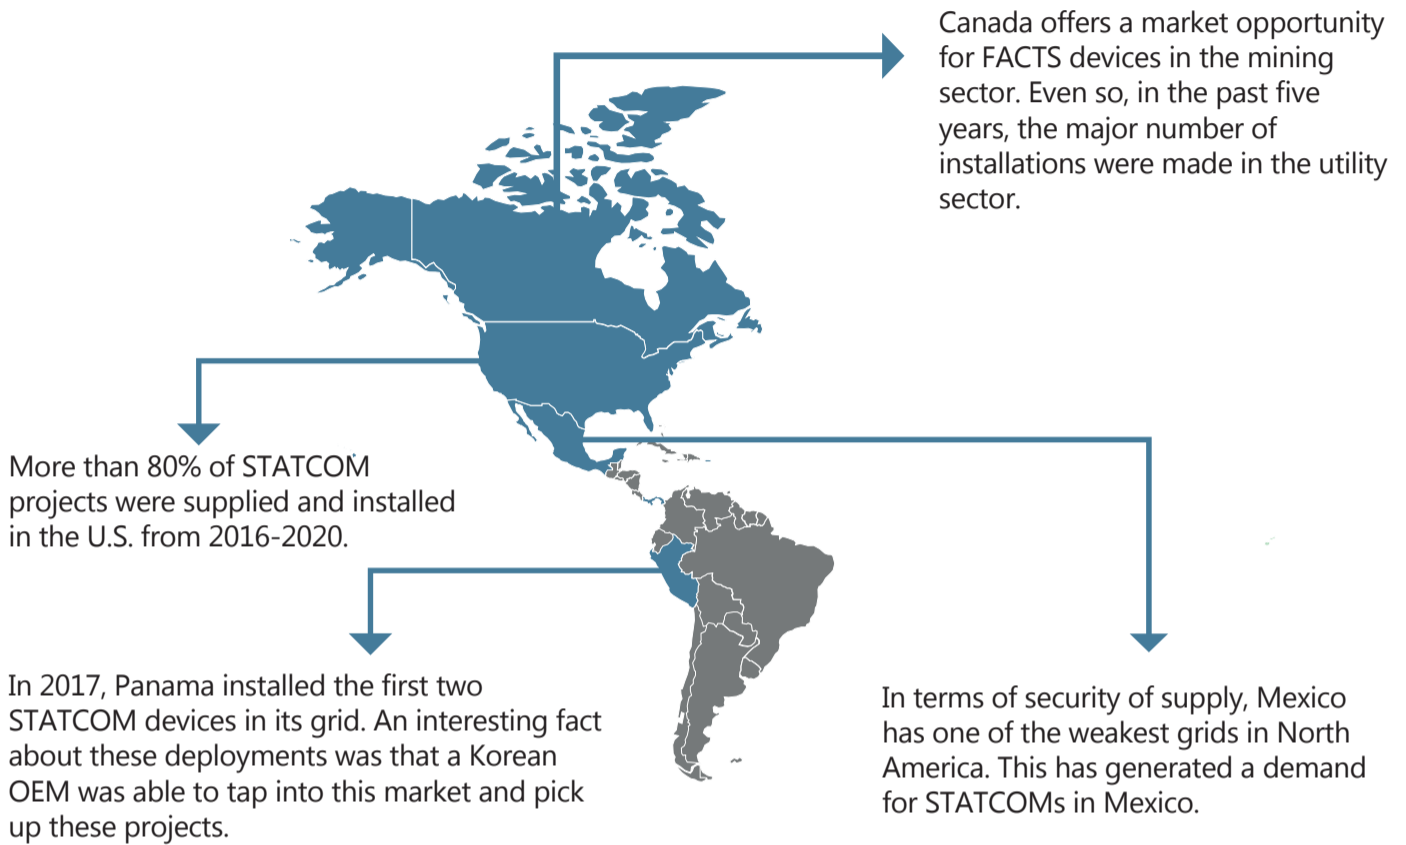 Canada offers a market opportunity
for FACTS devices in the mining
sector. Even so, in the past five
years, the major number of
installations were made in the utility
sector.
More than 80% of STATCOM
projects were supplied and installed
in the U.S. from 2016-2020.
In 2017, Panama installed the first two
STATCOM devices in its grid. An interesting fact
about these deployments was that a Korean
OEM was able to tap into this market and pick
up these projects.
In terms of security of supply, Mexico
has one of the weakest grids in North
America. This has generated a demand
for STATCOMs in Mexico.